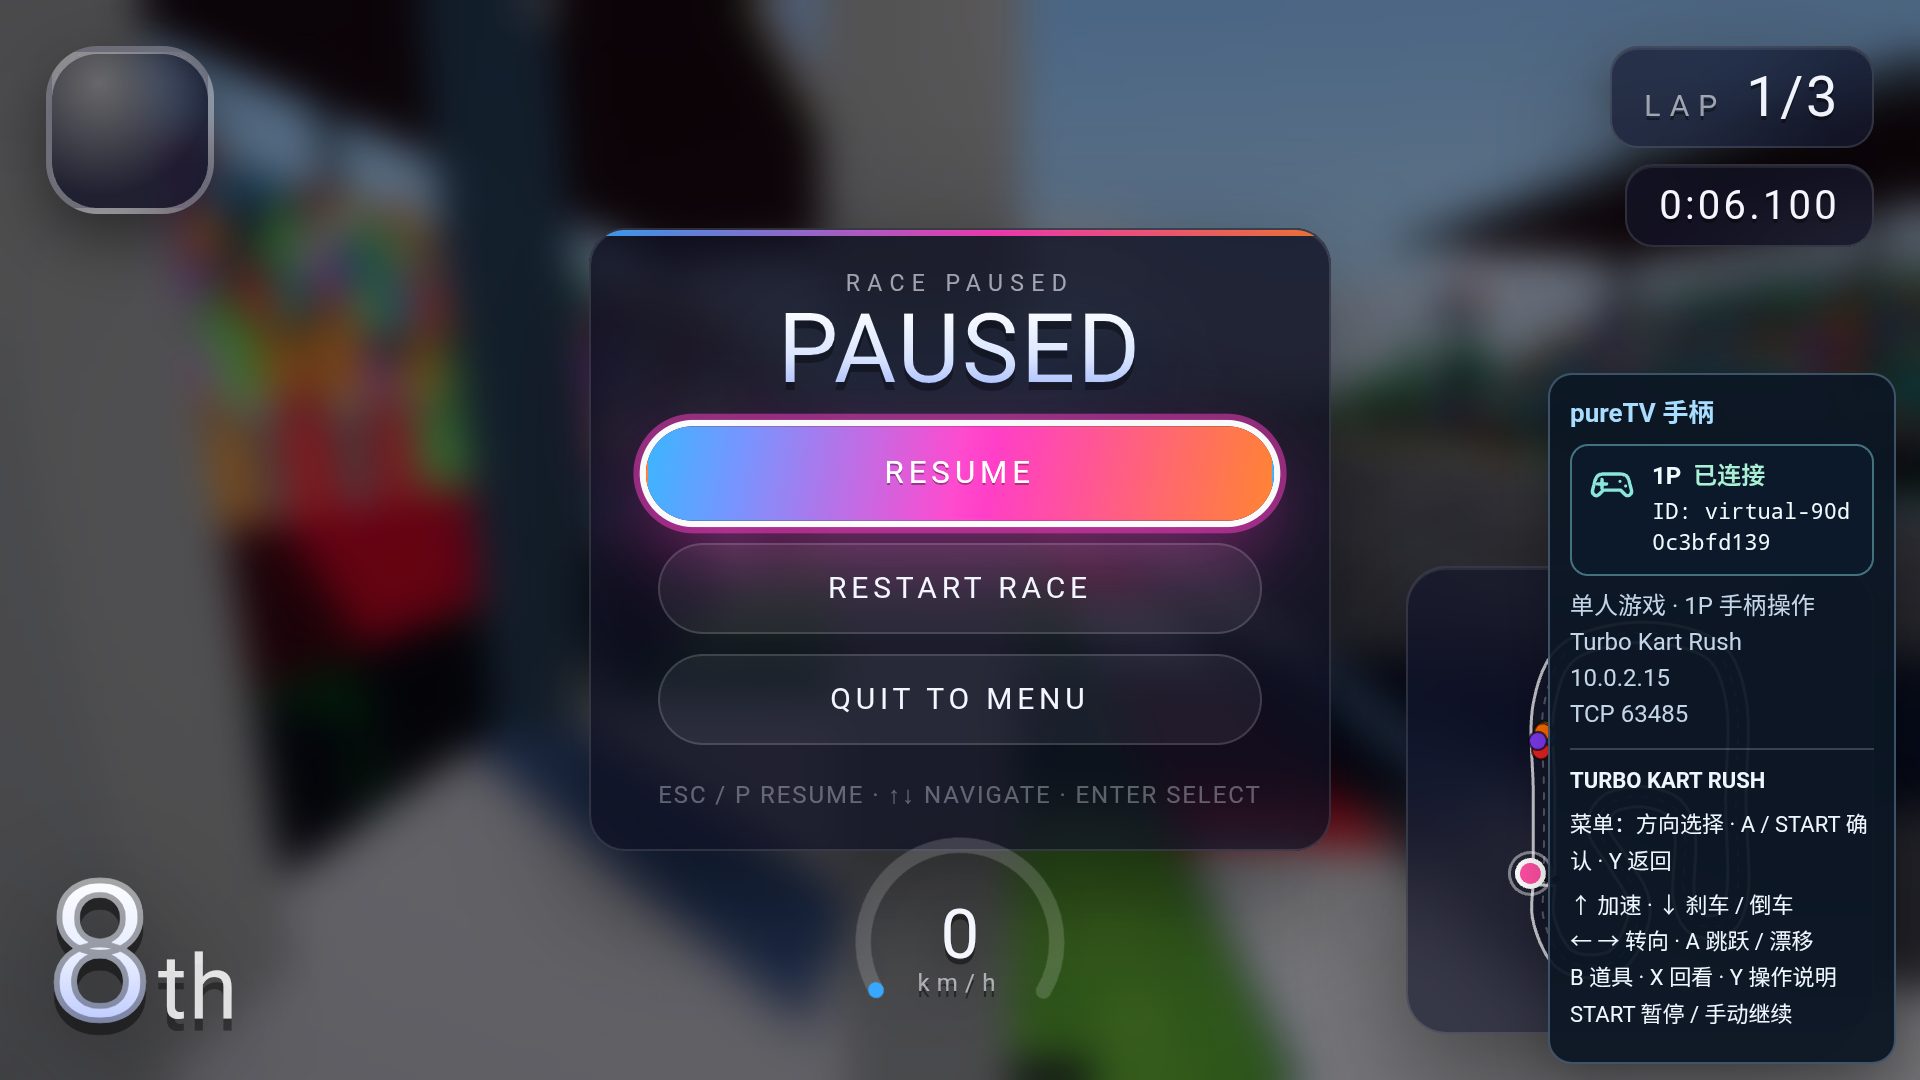 LAP 1/3
0:06.100
RACE PAUSED
PAUSED
RESUME
RESTART RACE
QUIT TO MENU
ESC / P RESUME · ↑↓ NAVIGATE · ENTER SELECT
8th
0
km/h
pureTV 手柄
1P 已连接
ID: virtual-90d
0c3bfd139
单人游戏 · 1P 手柄操作
Turbo Kart Rush
10.0.2.15
TCP 63485
TURBO KART RUSH
菜单：方向选择 · A / START 确
认 · Y 返回
↑ 加速 · ↓ 刹车 / 倒车
←→ 转向 · A 跳跃 / 漂移
B 道具 · X 回看 · Y 操作说明
START 暂停 / 手动继续